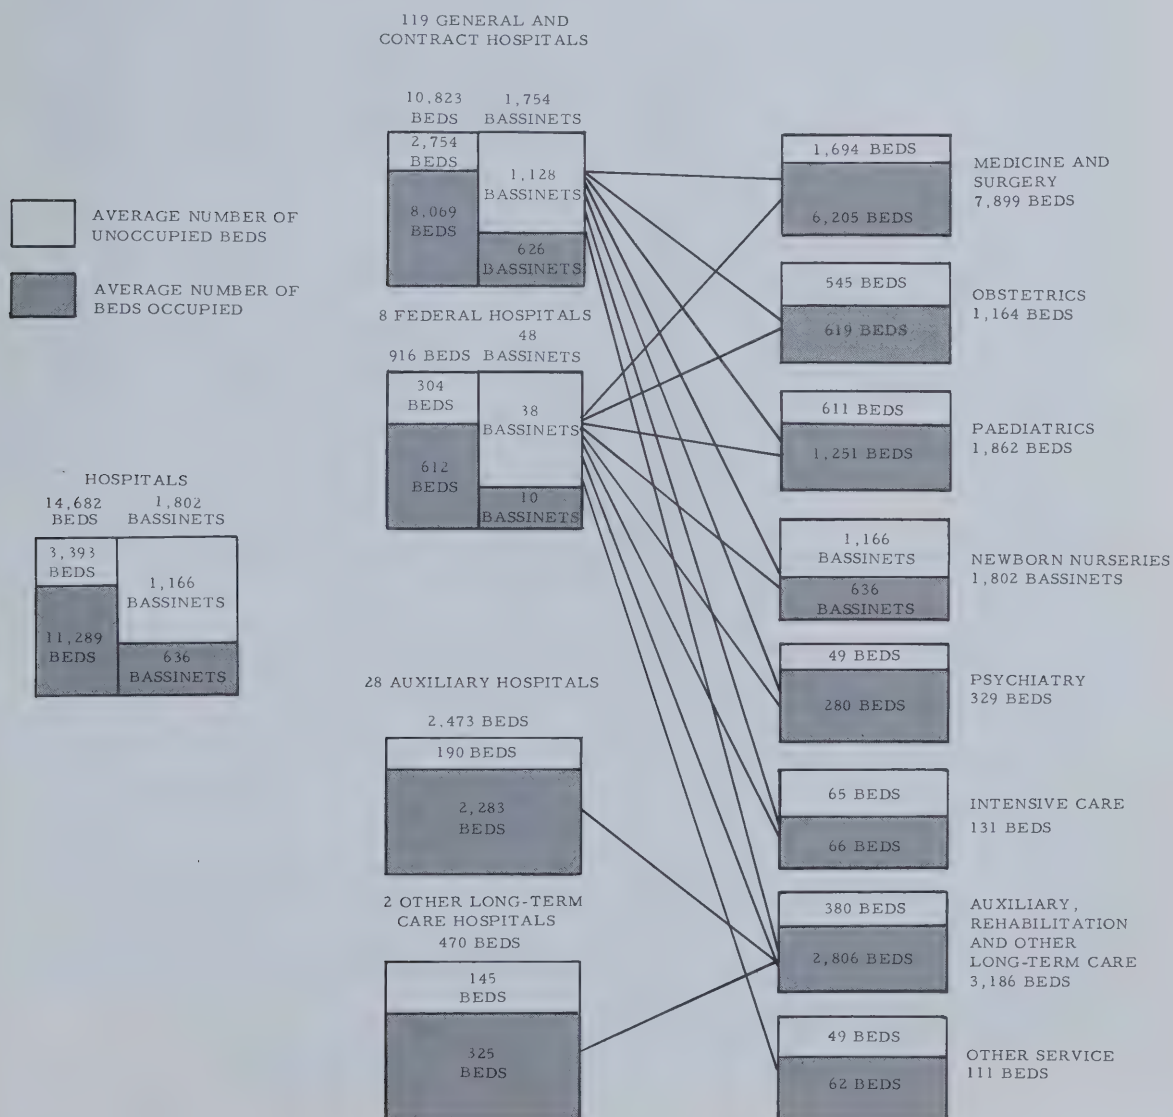 119 GENERAL AND
CONTRACT HOSPITALS
10,823
BEDS
1,754
BASSINETS
2,754
BEDS
1,128
BASSINETS
8,069
BEDS
626
BASSINETS
AVERAGE NUMBER OF
UNOCCUPIED BEDS
AVERAGE NUMBER OF
BEDS OCCUPIED
8 FEDERAL HOSPITALS
916 BEDS
48
BASSINETS
304
BEDS
38
BASSINETS
612
BEDS
10
BASSINETS
HOSPITALS
14,682
BEDS
1,802
BASSINETS
3,393
BEDS
1,166
BASSINETS
11,289
BEDS
636
BASSINETS
28 AUXILIARY HOSPITALS
2,473 BEDS
190 BEDS
2,283
BEDS
2 OTHER LONG-TERM
CARE HOSPITALS
470 BEDS
145
BEDS
325
BEDS
1,694 BEDS
6,205 BEDS
MEDICINE AND
SURGERY
7,899 BEDS
545 BEDS
619 BEDS
OBSTETRICS
1,164 BEDS
611 BEDS
1,251 BEDS
PAEDIATRICS
1,862 BEDS
1,166
BASSINETS
636
BASSINETS
NEWBORN NURSERIES
1,802 BASSINETS
49 BEDS
280 BEDS
PSYCHIATRY
329 BEDS
65 BEDS
66 BEDS
INTENSIVE CARE
131 BEDS
380 BEDS
2,806 BEDS
AUXILIARY,
REHABILITATION
AND OTHER
LONG-TERM CARE
3,186 BEDS
49 BEDS
62 BEDS
OTHER SERVICE
111 BEDS